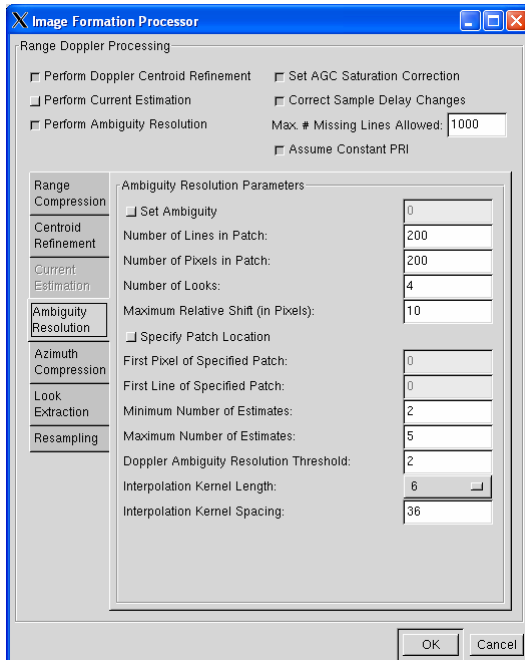 Image Formation Processor
Range Doppler Processing
Perform Doppler Centroid Refinement
Set AGC Saturation Correction
Perform Current Estimation
Correct Sample Delay Changes
Perform Ambiguity Resolution
Max. # Missing Lines Allowed: 1000
Assume Constant PRI
Range
Compression
Centroid
Refinement
Current
Estimation
Ambiguity
Resolution
Azimuth
Compression
Look
Extraction
Resampling
Ambiguity Resolution Parameters
Set Ambiguity 0
Number of Lines in Patch: 200
Number of Pixels in Patch: 200
Number of Looks: 4
Maximum Relative Shift (in Pixels): 10
Specify Patch Location
First Pixel of Specified Patch: 0
First Line of Specified Patch: 0
Minimum Number of Estimates: 2
Maximum Number of Estimates: 5
Doppler Ambiguity Resolution Threshold: 2
Interpolation Kernel Length: 6
Interpolation Kernel Spacing: 36
OK
Cancel